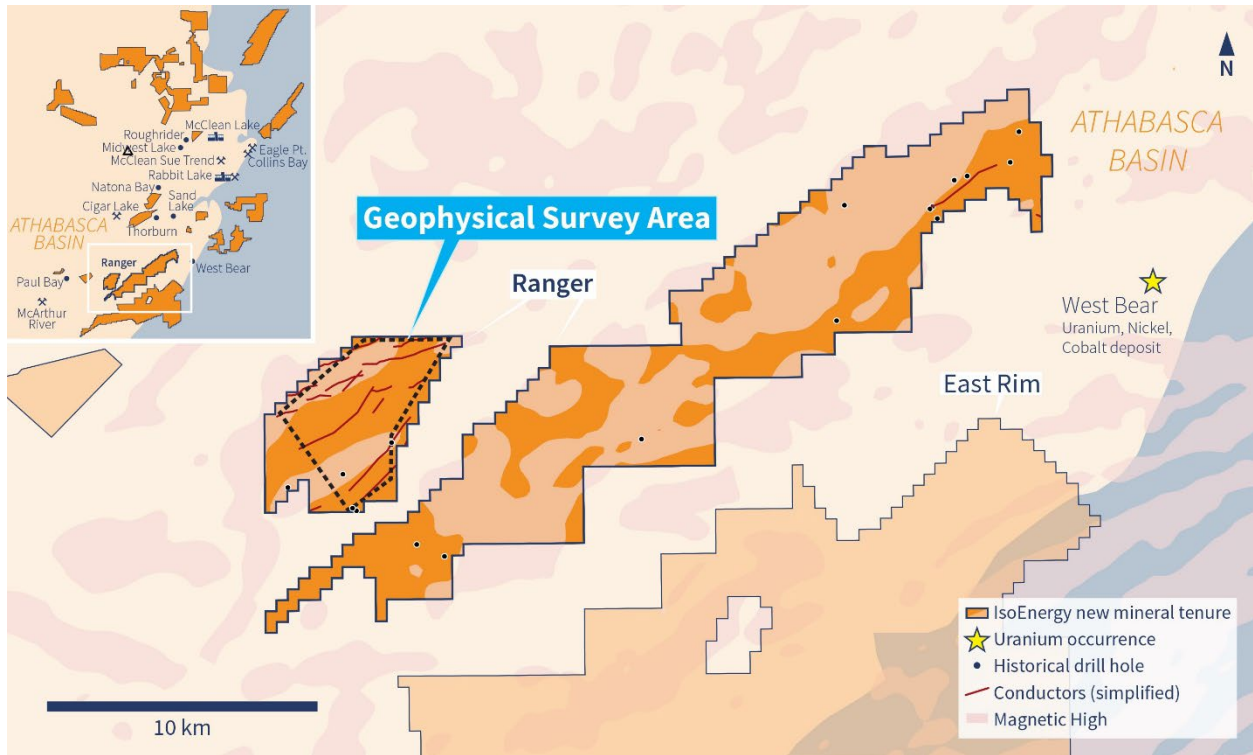 McClean Lake
Roughrider
Midwest Lake
Eagle Pt.
McClean Sue Trend
Collins Bay
Rabbit Lake
Natona Bay
Sand
Lake
Cigar Lake
Thorburn
ATHABASCA
BASIN
Ranger
West Bear
Paul Bay
McArthur
River
N
ATHABASCA
BASIN
Geophysical Survey Area
Ranger
West Bear
Uranium, Nickel,
Cobalt deposit
East Rim
IsoEnergy new mineral tenure
Uranium occurrence
Historical drill hole
Conductors (simplified)
Magnetic High
10 km